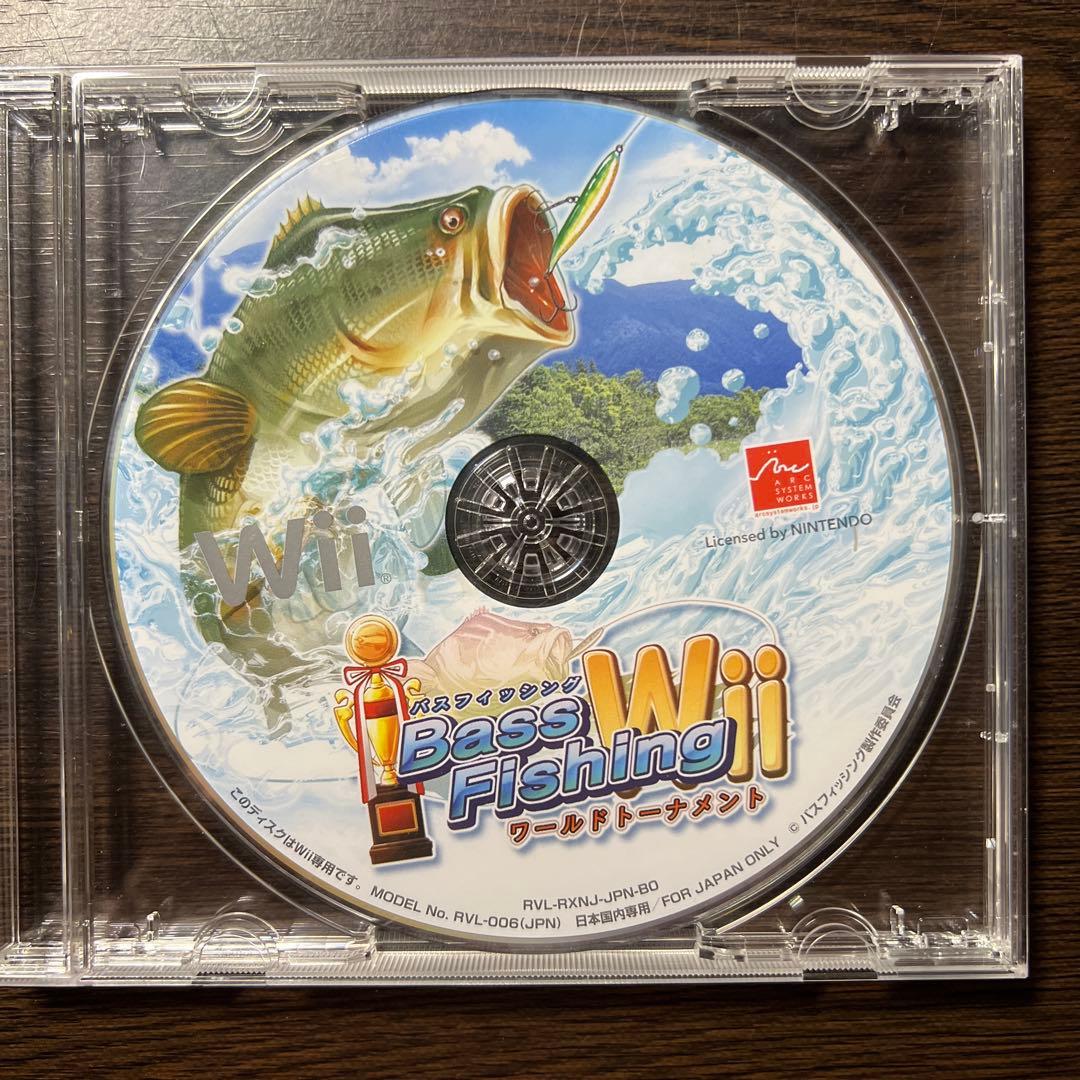 Arc
ARC
SYSTEM
WORKS
arcsystemworks.jp
Licensed by NINTENDO
Wii®
バスフィッシング
Bass
Fishing
Wii
ワールドトーナメント
このディスクはWii専用です。
MODEL No. RVL-006(JPN)
RVL-RXNJ-JPN-B0
日本国内専用/FOR JAPAN ONLY
© バスフィッシング製作委員会